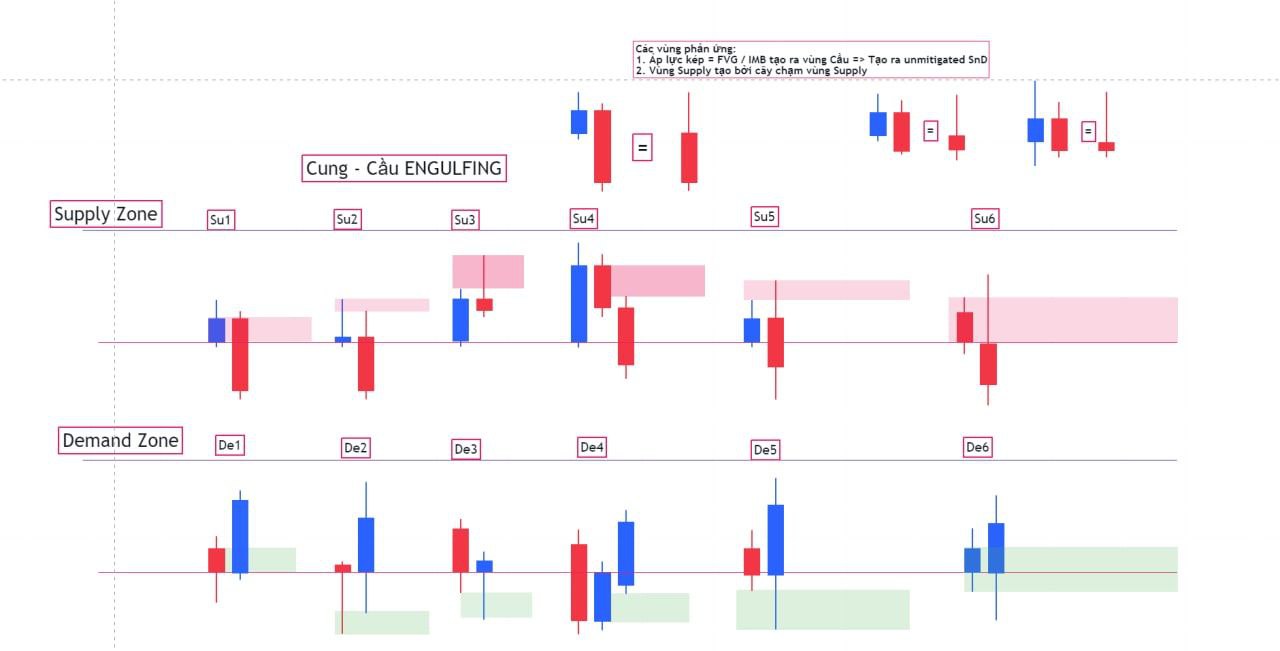 Các vùng phản ứng:
1. Áp lực kép = FVG / IMB tạo ra vùng Cầu => Tạo ra unmitigated SnD
2. Vùng Supply tạo bởi cây chạm vùng Supply
=
=
=
Cung - Cầu ENGULFING
Supply Zone
Su1
Su2
Su3
Su4
Su5
Su6
Demand Zone
De1
De2
De3
De4
De5
De6